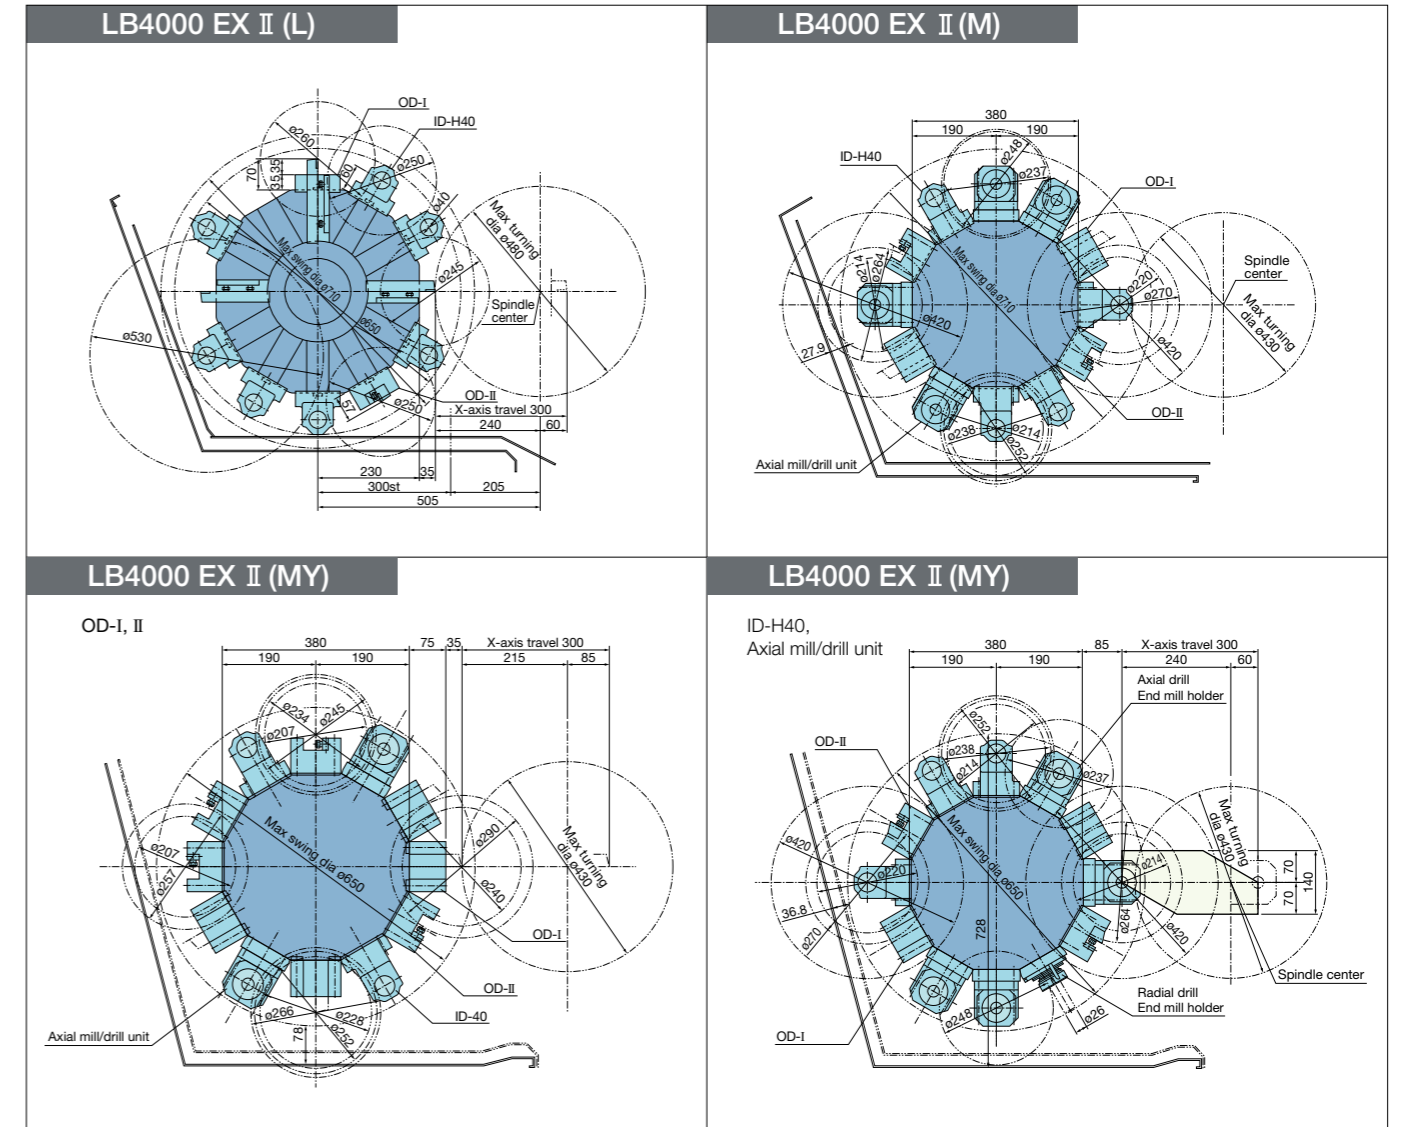 LB4000 EX Ⅱ (L)
OD-I
ID-H40
ø260
ø250
70
35
35
60
ø40
Max turning
dia ø480
ø245
Max swing dia ø710
ø650
Spindle
center
ø530
OD-Ⅱ
ø250
57
X-axis travel 300
240
60
230
35
300st
205
505
LB4000 EX Ⅱ (M)
380
190
190
ID-H40
ø248
ø237
OD-I
ø214
ø264
Max swing dia ø710
ø220
ø270
Spindle
center
Max turning
dia ø430
ø420
27.9
ø420
OD-Ⅱ
ø238
ø214
ø252
Axial mill/drill unit
LB4000 EX Ⅱ (MY)
OD-I, Ⅱ
380
75
35
X-axis travel 300
190
190
215
85
ø234
ø245
ø207
Max swing dia ø650
ø290
Max turning
dia ø430
ø207
ø257
ø240
OD-I
OD-Ⅱ
ID-40
ø266
ø228
ø252
78
Axial mill/drill unit
LB4000 EX Ⅱ (MY)
ID-H40,
Axial mill/drill unit
380
85
X-axis travel 300
190
190
240
60
Axial drill
End mill holder
OD-Ⅱ
ø252
ø238
ø214
ø237
Max turning
dia ø430
Max swing dia ø650
ø420
ø220
ø214
70
70
140
36.8
ø270
728
ø264
ø420
Spindle center
Radial drill
End mill holder
ø248
ø26
OD-I